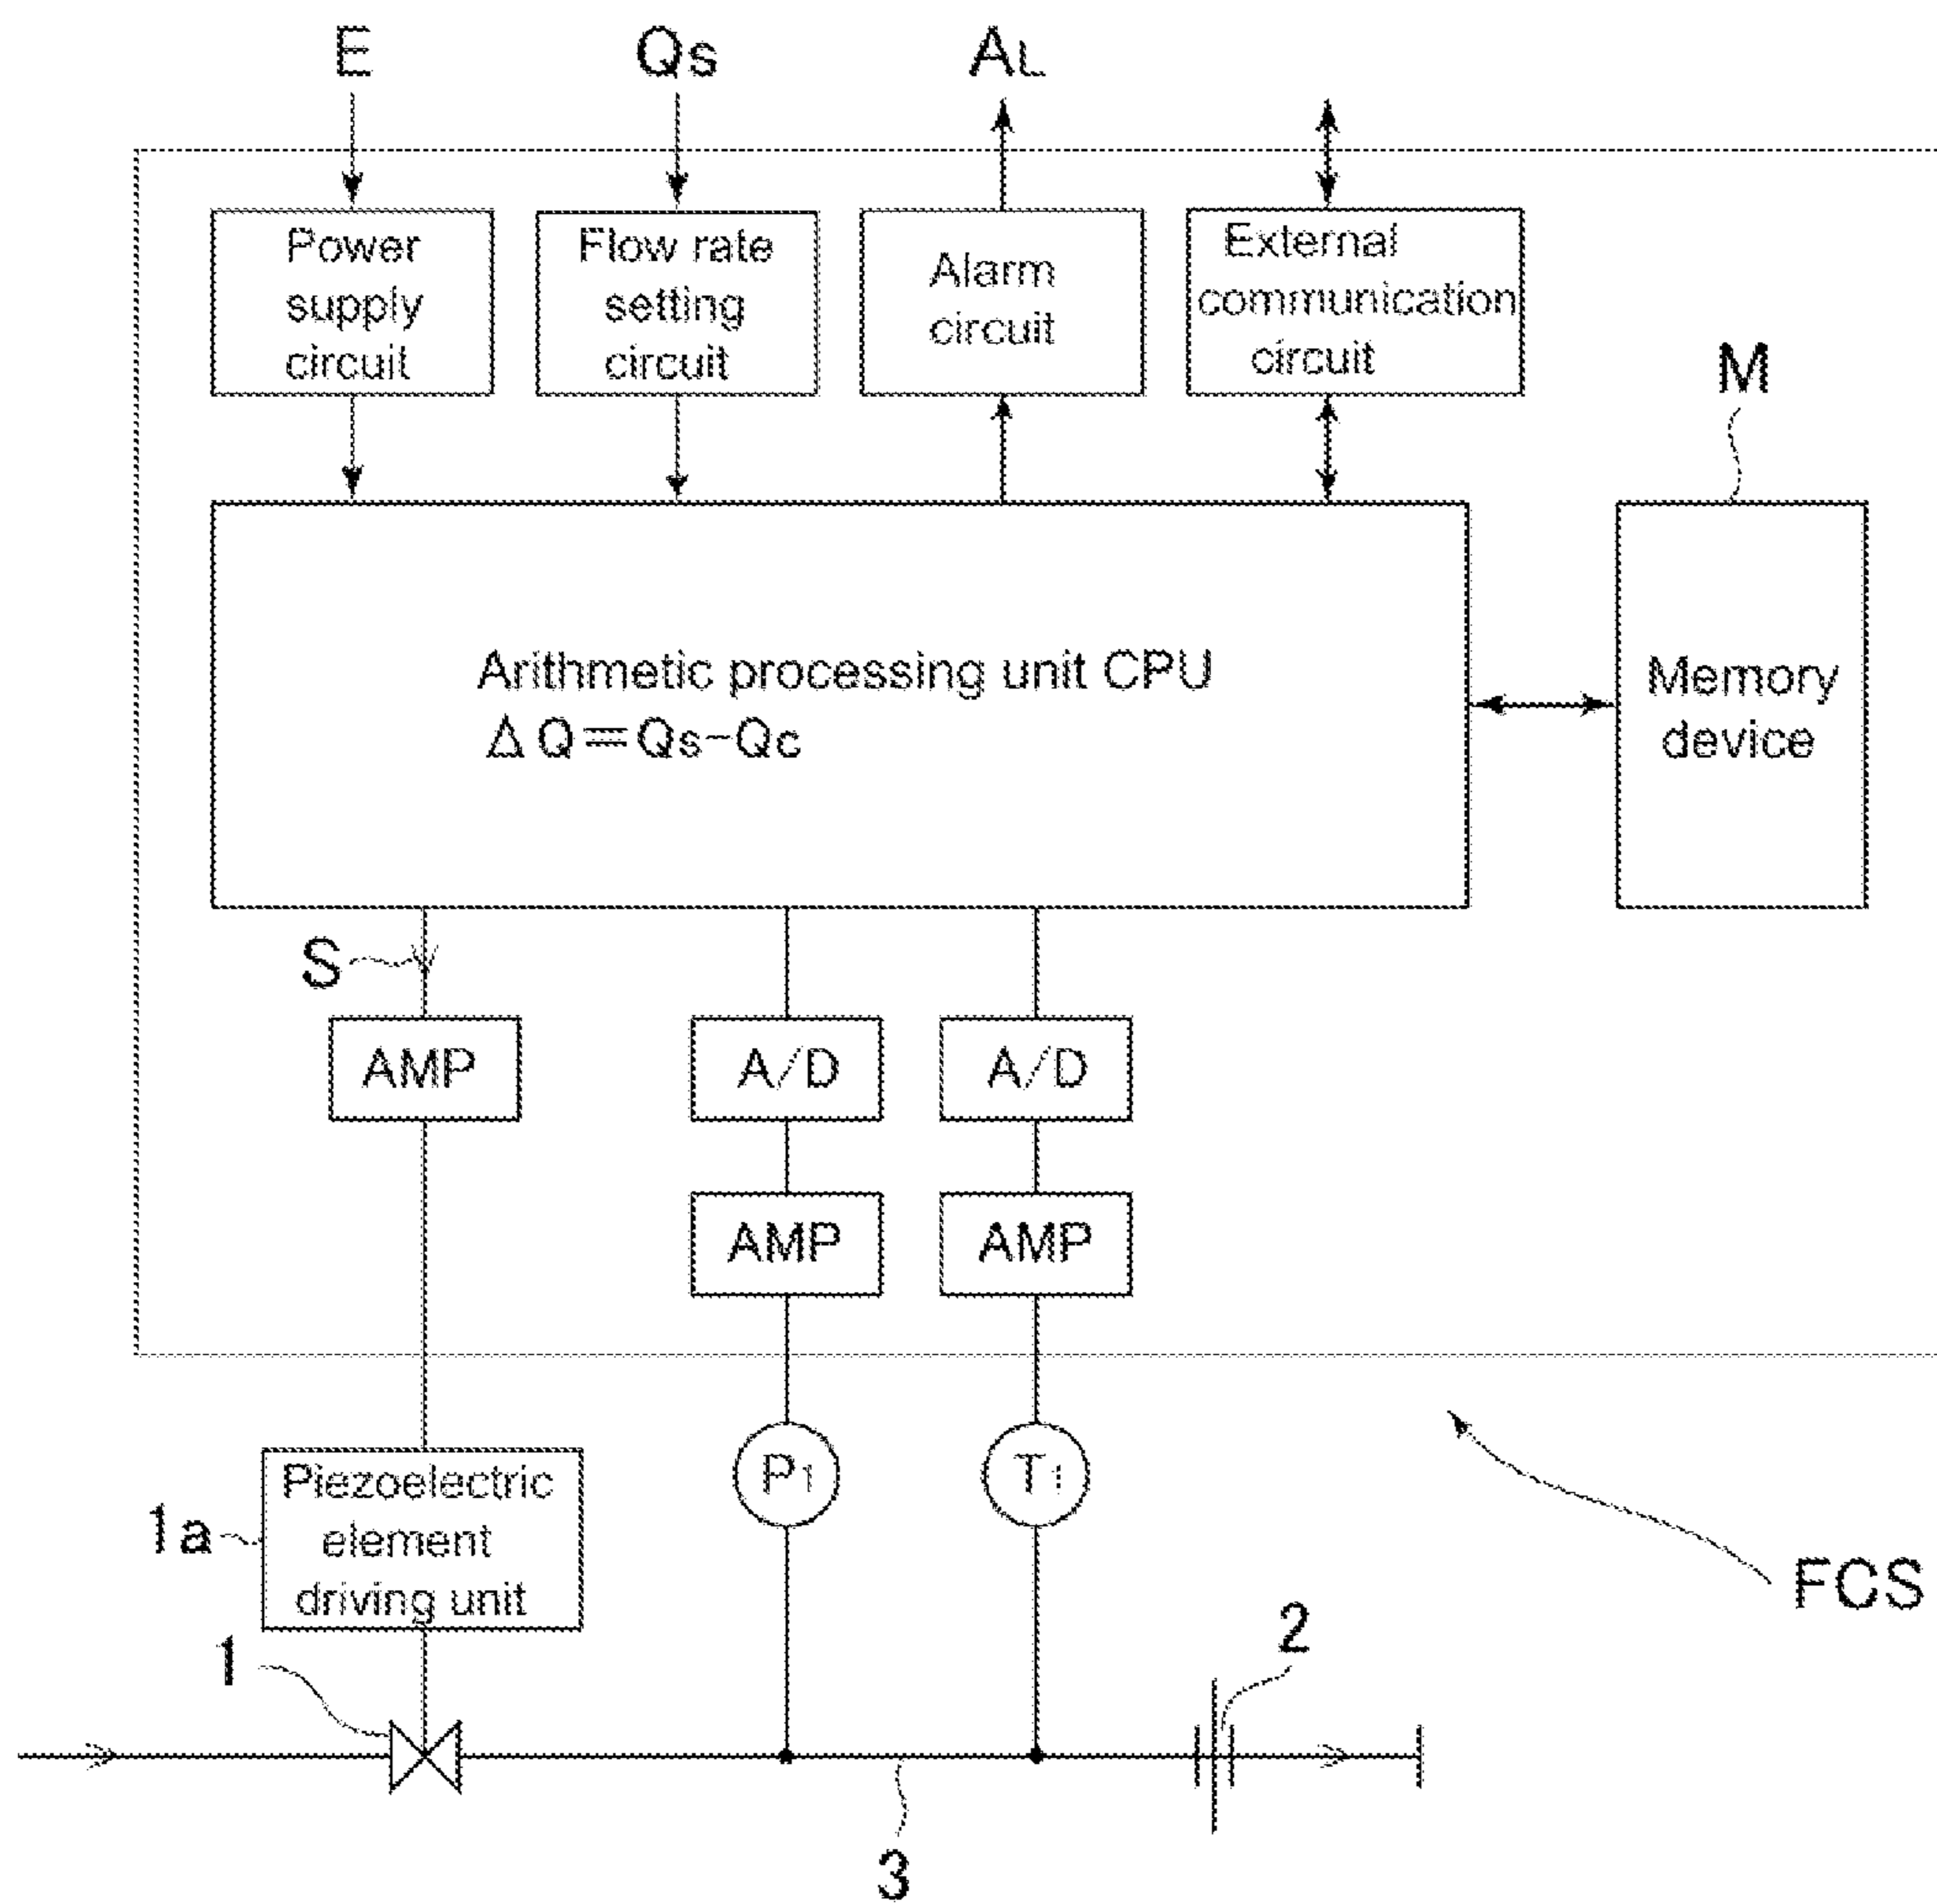 E
Qs
AL
Power
supply
circuit
Flow rate
setting
circuit
Alarm
circuit
External
communication
circuit
M
Arithmetic processing unit CPU
ΔQ=Qs-Qc
Memory
device
S
AMP
A/D
A/D
AMP
AMP
P1
T1
1a
Piezoelectric
element
driving unit
FCS
1
2
3